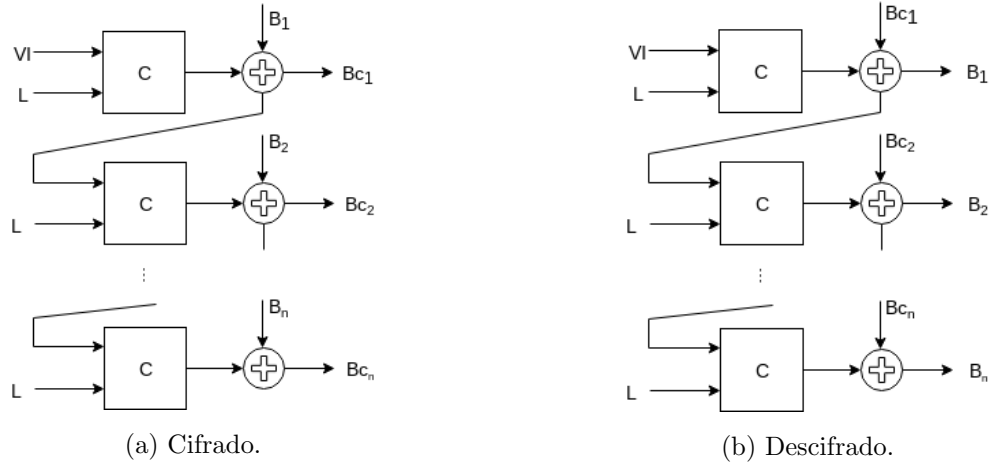 B1
VI
C
Bc1
L
B2
C
Bc2
L
...
Bn
C
Bcn
L
(a) Cifrado.
Bc1
VI
C
B1
L
Bc2
C
B2
L
...
Bcn
C
Bn
L
(b) Descifrado.